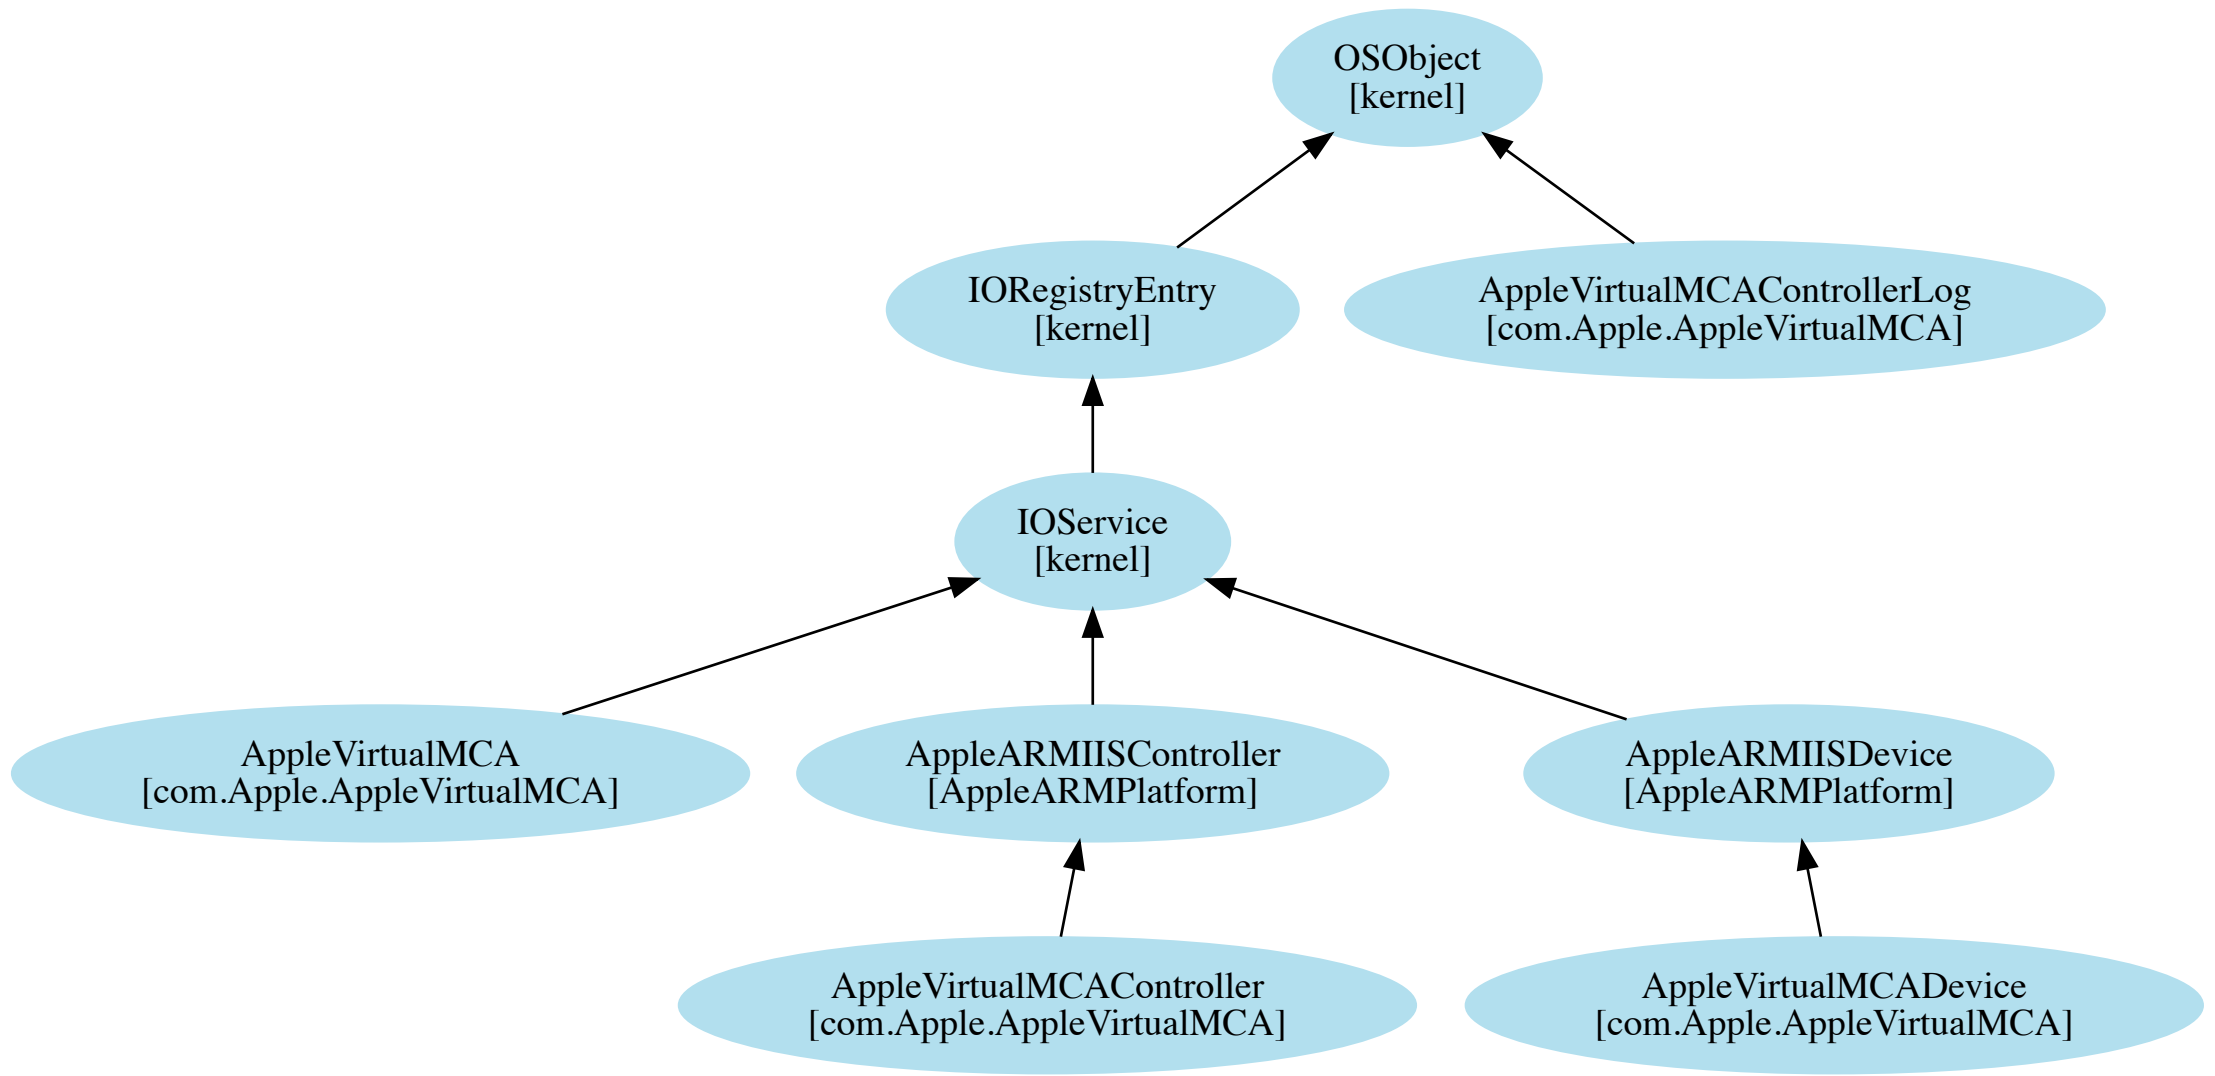 OSObject
[kernel]
IORegistryEntry
[kernel]
AppleVirtualMCAControllerLog
[com.Apple.AppleVirtualMCA]
IOService
[kernel]
AppleVirtualMCA
[com.Apple.AppleVirtualMCA]
AppleARMIISController
[AppleARMPlatform]
AppleARMIISDevice
[AppleARMPlatform]
AppleVirtualMCAController
[com.Apple.AppleVirtualMCA]
AppleVirtualMCADevice
[com.Apple.AppleVirtualMCA]